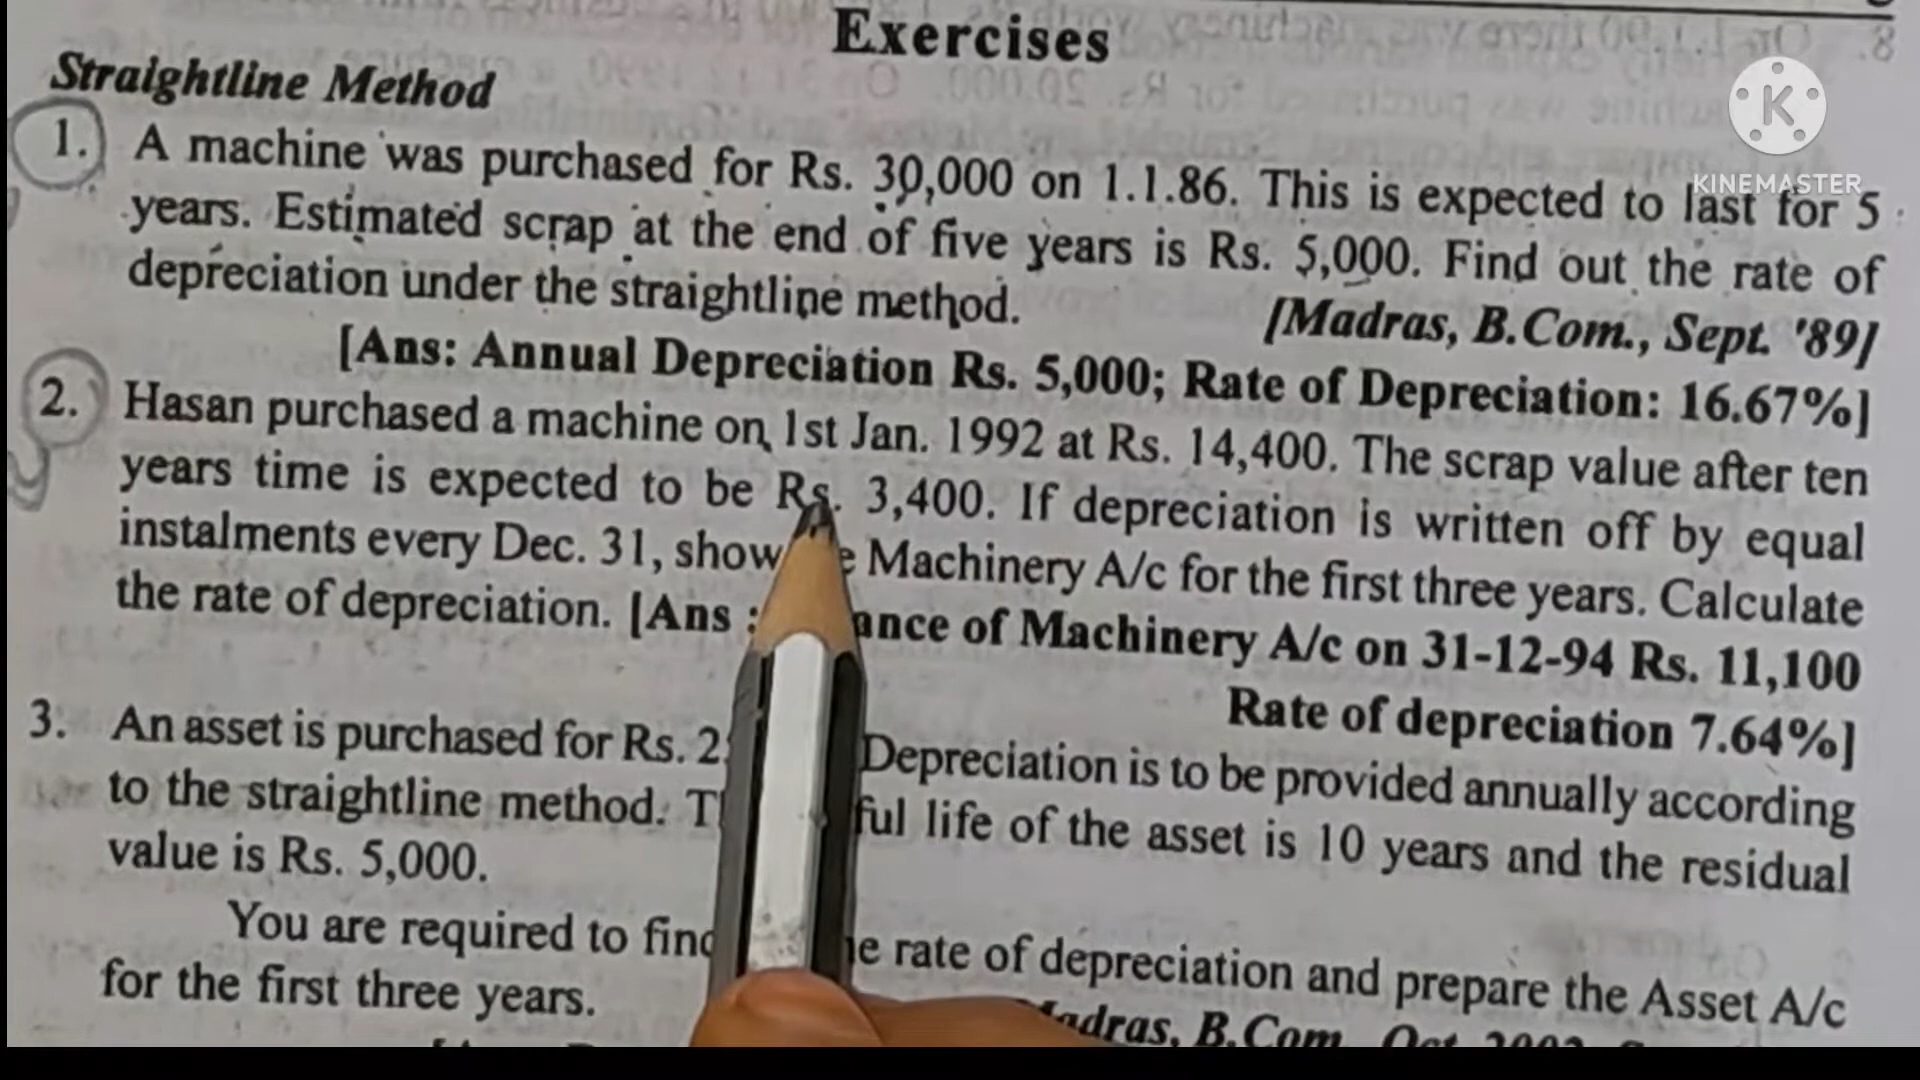 Exercises
Straightline Method
1. A machine was purchased for Rs. 30,000 on 1.1.86. This is expected to last for 5
years. Estimated scrap at the end of five years is Rs. 5,000. Find out the rate of
depreciation under the straightline method. [Madras, B.Com., Sept. '89]
[Ans: Annual Depreciation Rs. 5,000; Rate of Depreciation: 16.67%]
2. Hasan purchased a machine on 1st Jan. 1992 at Rs. 14,400. The scrap value after ten
years time is expected to be Rs. 3,400. If depreciation is written off by equal
instalments every Dec. 31, show Machinery A/c for the first three years. Calculate
the rate of depreciation. [Ans : of Machinery A/c on 31-12-94 Rs. 11,100
Rate of depreciation 7.64%]
3. An asset is purchased for Rs. Depreciation is to be provided annually according
to the straightline method. life of the asset is 10 years and the residual
value is Rs. 5,000.
You are required to rate of depreciation and prepare the Asset A/c
for the first three years.
B.Com.
KINEMASTER